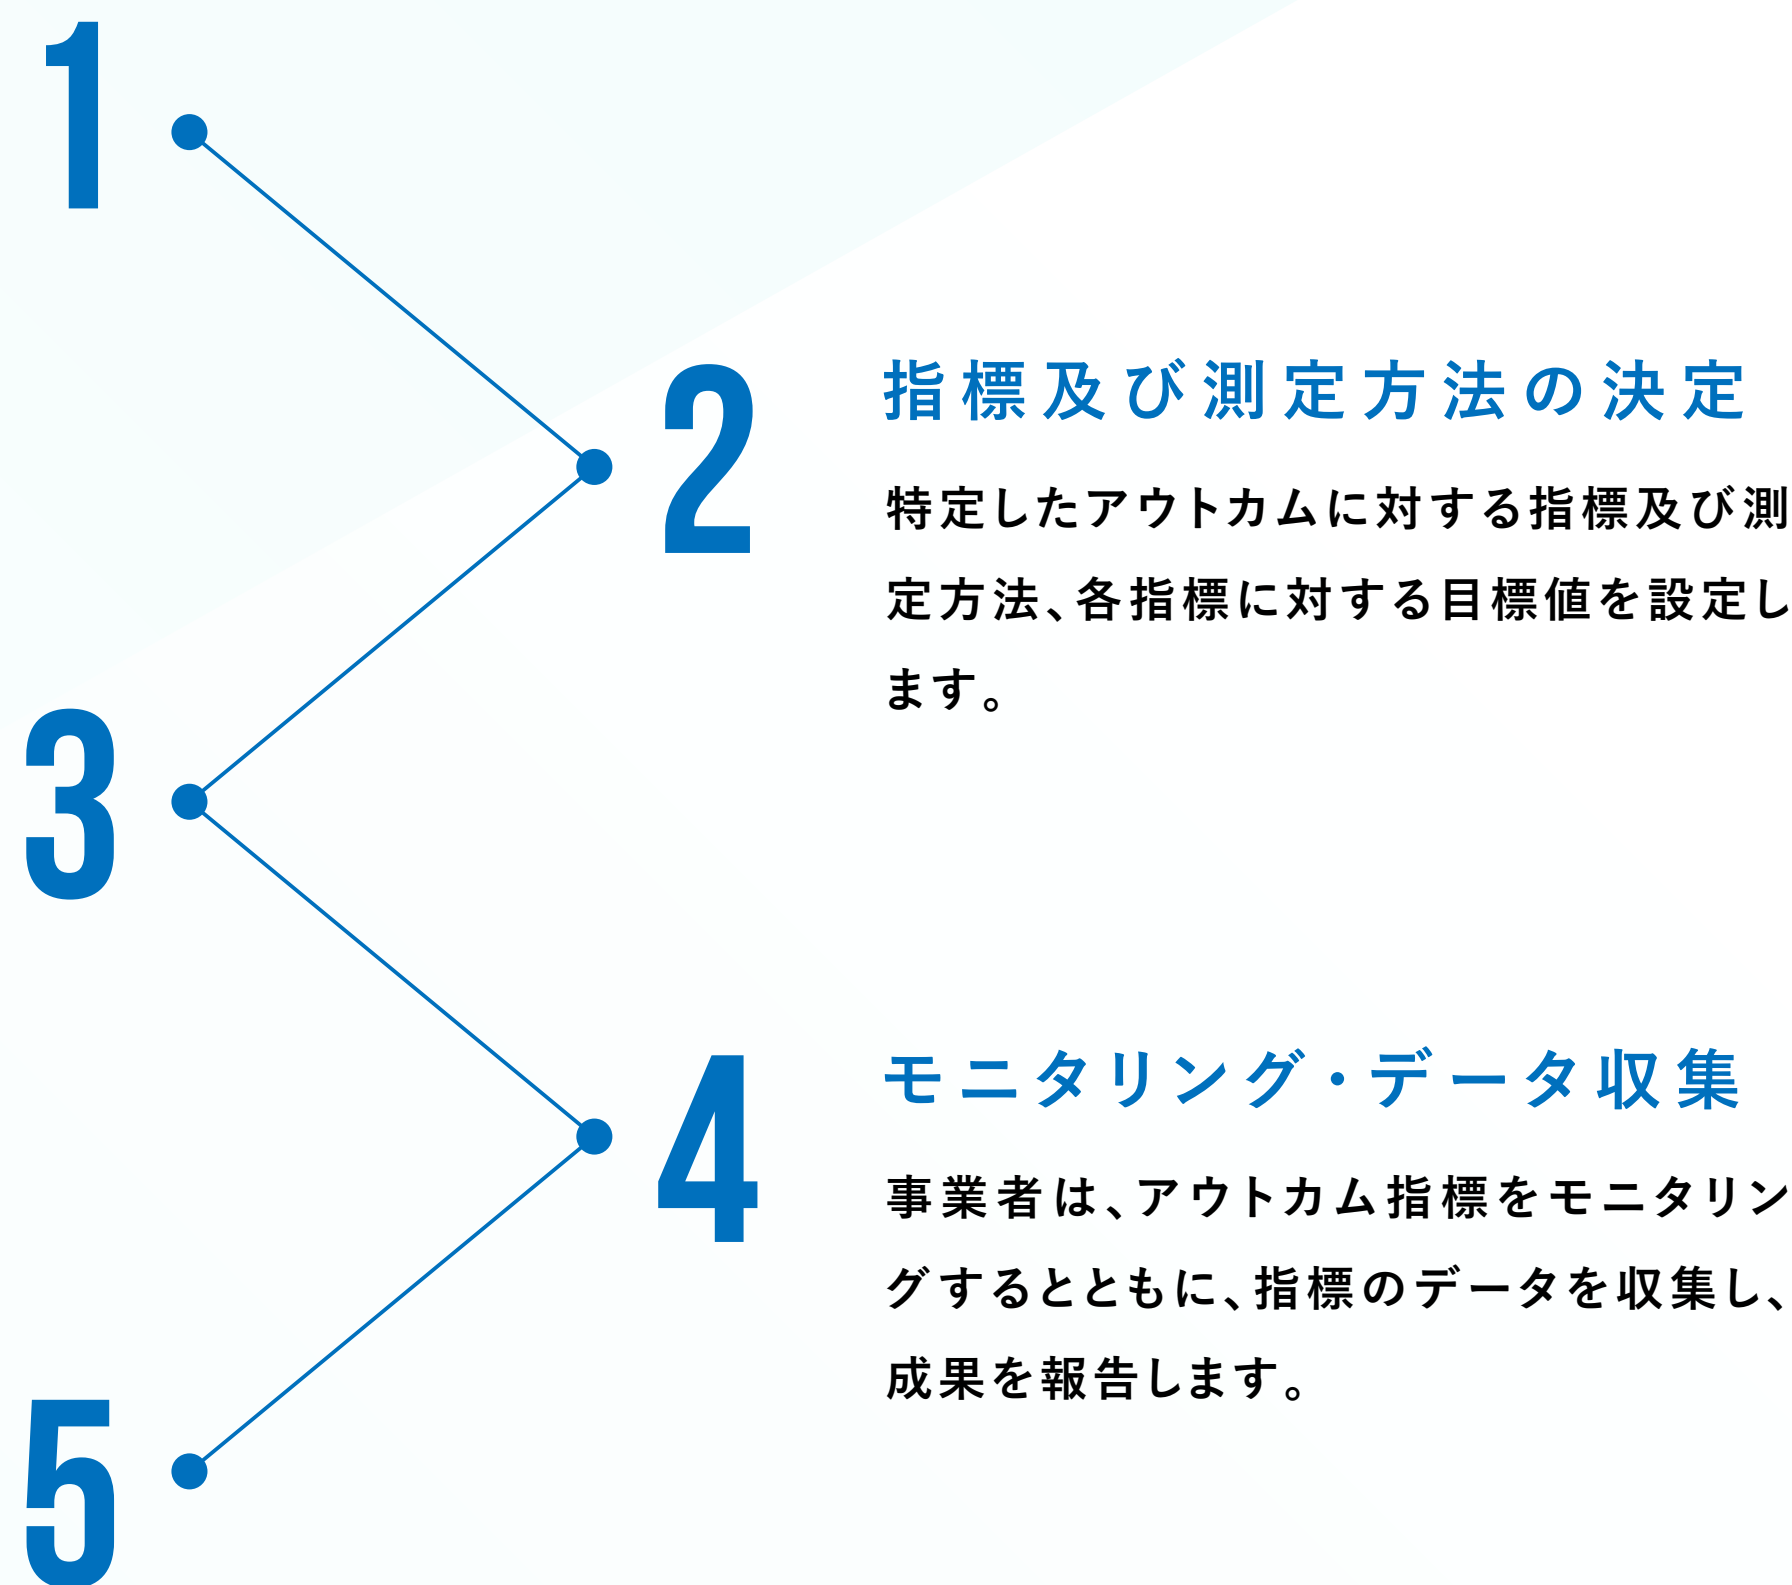 1
2
指標及び測定方法の決定
特定したアウトカムに対する指標及び測
定方法、各指標に対する目標値を設定し
ます。
3
4
モニタリング・データ収集
事業者は、アウトカム指標をモニタリン
グするとともに、指標のデータを収集し、
成果を報告します。
5